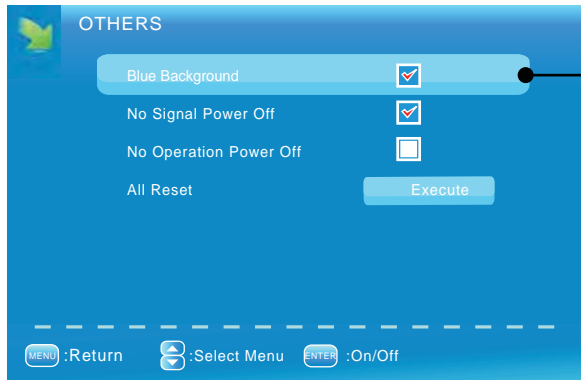 OTHERS
Blue Background
No Signal Power Off
No Operation Power Off
All Reset Execute
MENU :Return :Select Menu ENTER :On/Off